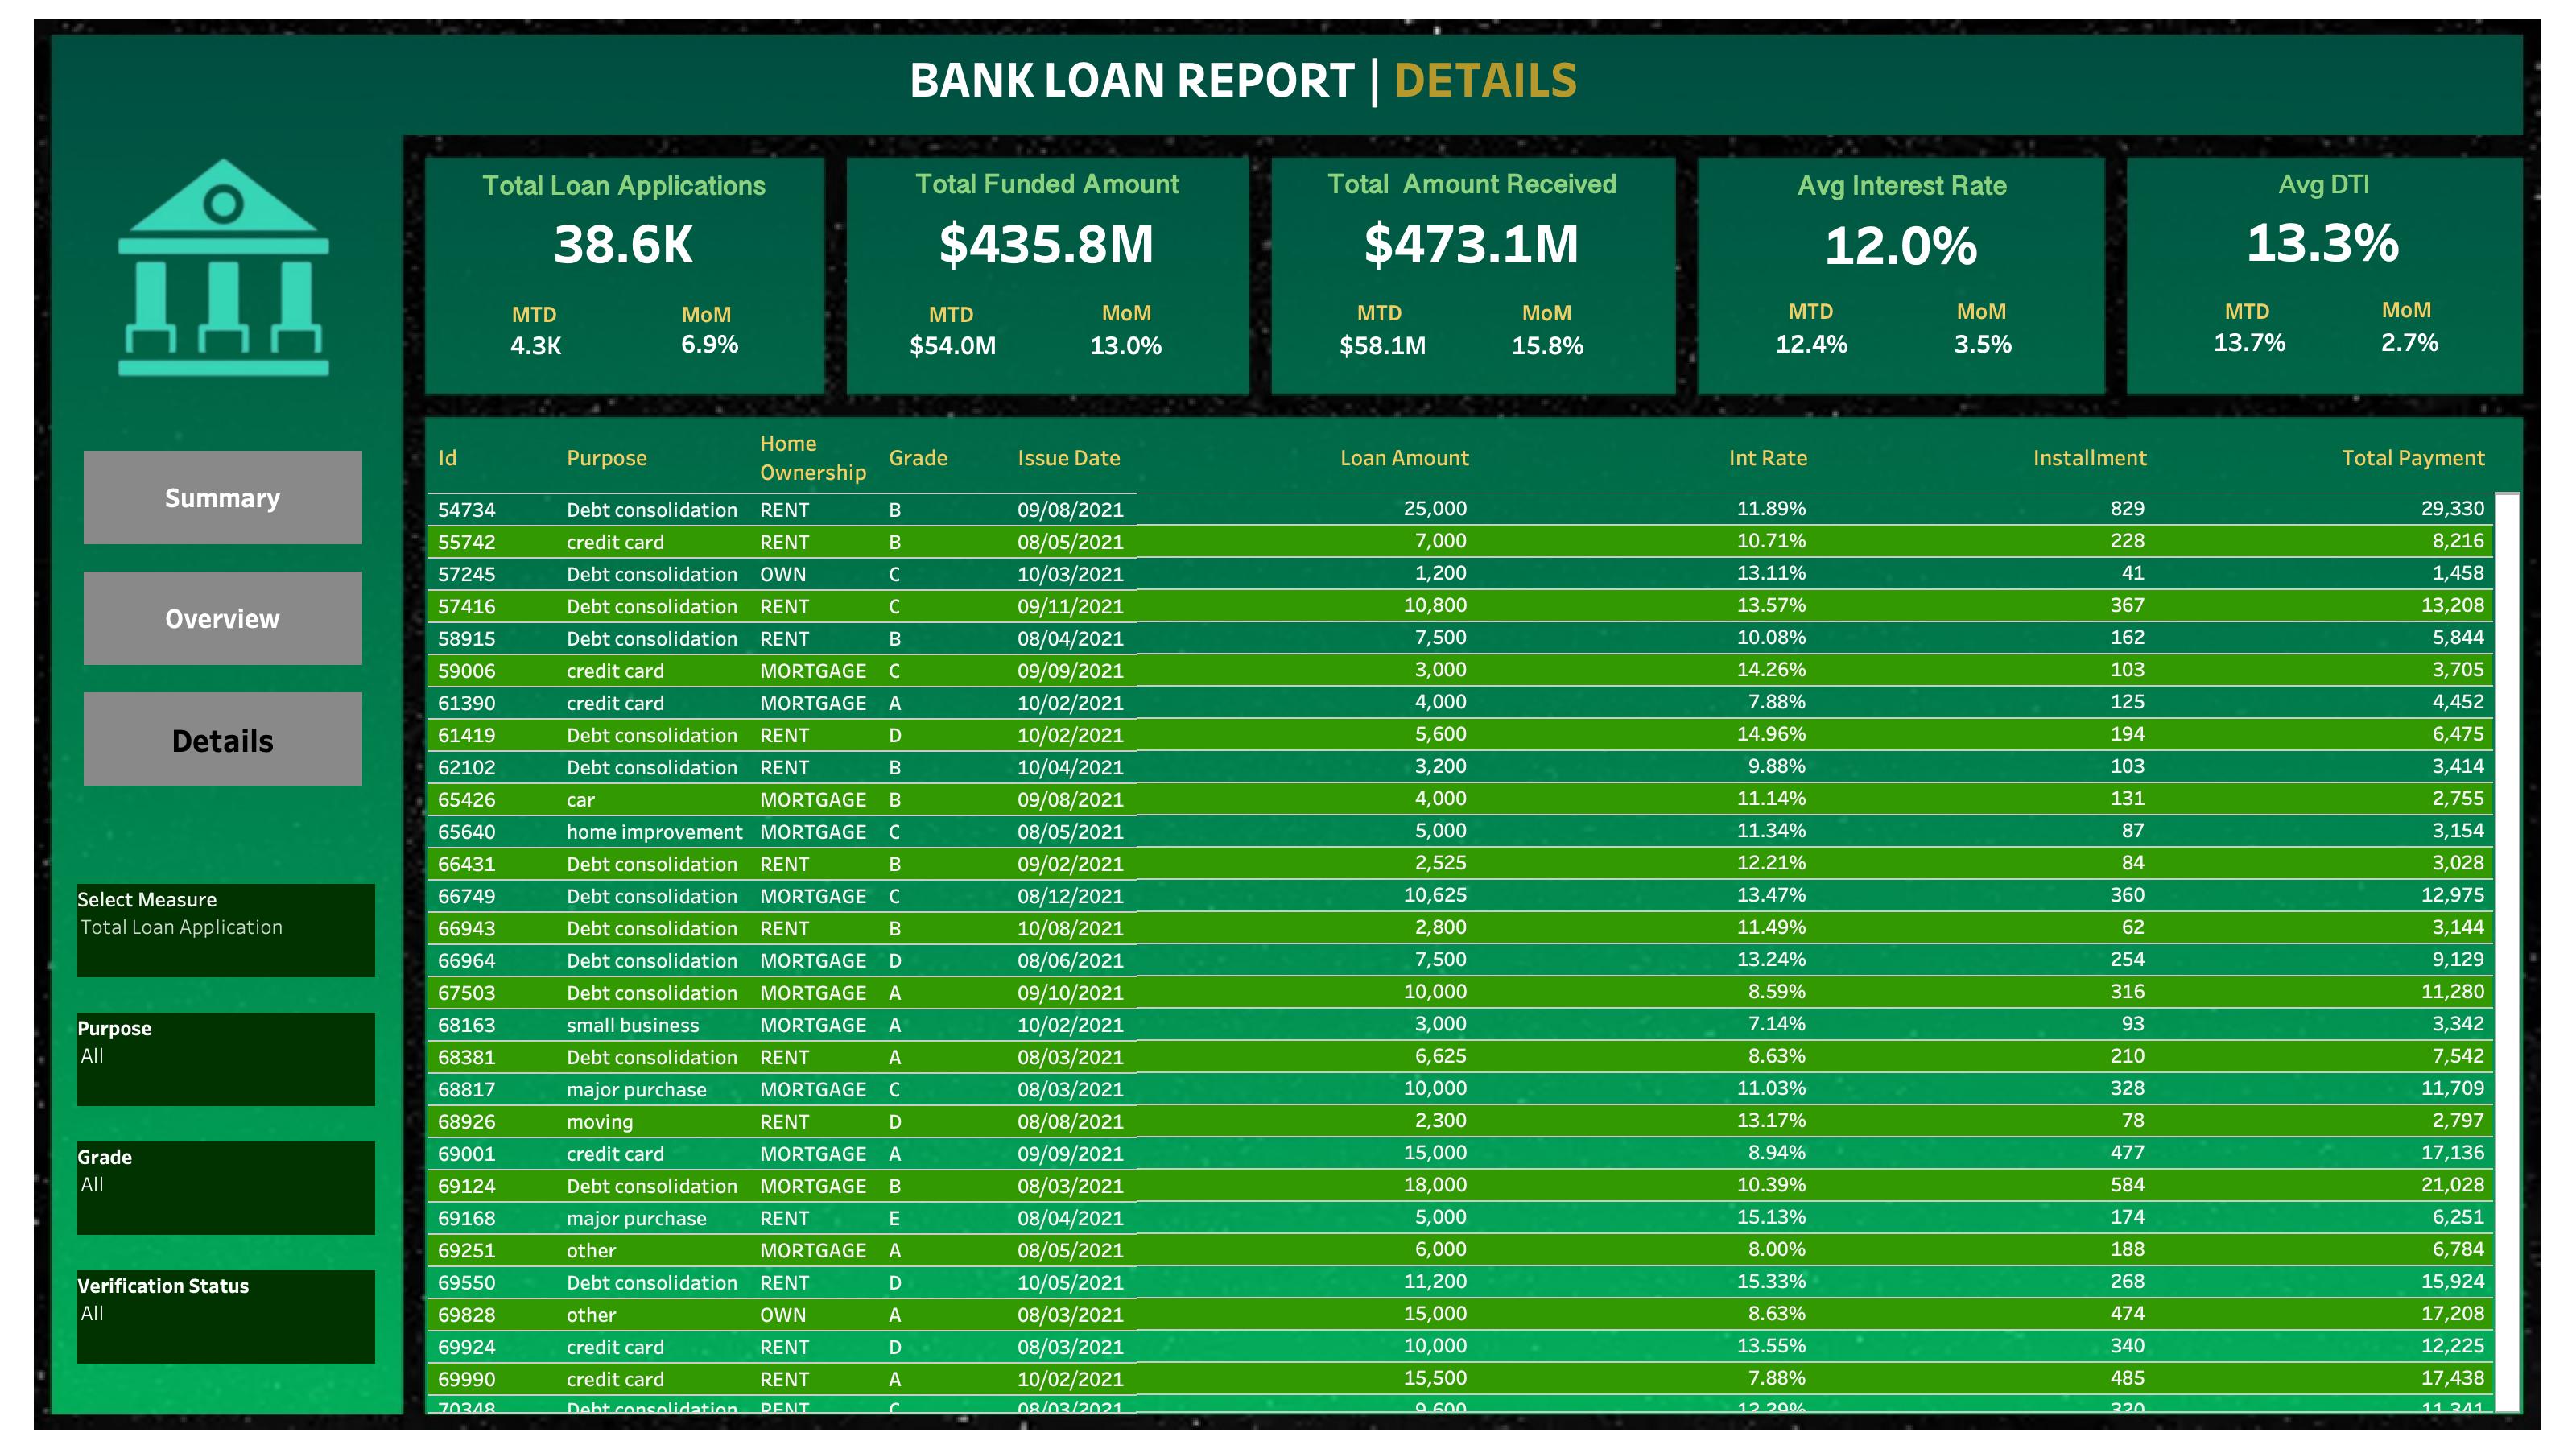 BANK LOAN REPORT | DETAILS
Total Loan Applications
38.6K
MTD MoM
4.3K 6.9%
Total Funded Amount
$435.8M
MTD MoM
$54.0M 13.0%
Total Amount Received
$473.1M
MTD MoM
$58.1M 15.8%
Avg Interest Rate
12.0%
MTD MoM
12.4% 3.5%
Avg DTI
13.3%
MTD MoM
13.7% 2.7%
Summary
Overview
Details
Select Measure
Total Loan Application
Purpose
All
Grade
All
Verification Status
All
Id Purpose Home Ownership Grade Issue Date Loan Amount Int Rate Installment Total Payment
54734 Debt consolidation RENT B 09/08/2021 25,000 11.89% 829 29,330
55742 credit card RENT B 08/05/2021 7,000 10.71% 228 8,216
57245 Debt consolidation OWN C 10/03/2021 1,200 13.11% 41 1,458
57416 Debt consolidation RENT C 09/11/2021 10,800 13.57% 367 13,208
58915 Debt consolidation RENT B 08/04/2021 7,500 10.08% 162 5,844
59006 credit card MORTGAGE C 09/09/2021 3,000 14.26% 103 3,705
61390 credit card MORTGAGE A 10/02/2021 4,000 7.88% 125 4,452
61419 Debt consolidation RENT D 10/02/2021 5,600 14.96% 194 6,475
62102 Debt consolidation RENT B 10/04/2021 3,200 9.88% 103 3,414
65426 car MORTGAGE B 09/08/2021 4,000 11.14% 131 2,755
65640 home improvement MORTGAGE C 08/05/2021 5,000 11.34% 87 3,154
66431 Debt consolidation RENT B 09/02/2021 2,525 12.21% 84 3,028
66749 Debt consolidation MORTGAGE C 08/12/2021 10,625 13.47% 360 12,975
66943 Debt consolidation RENT B 10/08/2021 2,800 11.49% 62 3,144
66964 Debt consolidation MORTGAGE D 08/06/2021 7,500 13.24% 254 9,129
67503 Debt consolidation MORTGAGE A 09/10/2021 10,000 8.59% 316 11,280
68163 small business MORTGAGE A 10/02/2021 3,000 7.14% 93 3,342
68381 Debt consolidation RENT A 08/03/2021 6,625 8.63% 210 7,542
68817 major purchase MORTGAGE C 08/03/2021 10,000 11.03% 328 11,709
68926 moving RENT D 08/08/2021 2,300 13.17% 78 2,797
69001 credit card MORTGAGE A 09/09/2021 15,000 8.94% 477 17,136
69124 Debt consolidation MORTGAGE B 08/03/2021 18,000 10.39% 584 21,028
69168 major purchase RENT E 08/04/2021 5,000 15.13% 174 6,251
69251 other MORTGAGE A 08/05/2021 6,000 8.00% 188 6,784
69550 Debt consolidation RENT D 10/05/2021 11,200 15.33% 268 15,924
69828 other OWN A 08/03/2021 15,000 8.63% 474 17,208
69924 credit card RENT D 08/03/2021 10,000 13.55% 340 12,225
69990 credit card RENT A 10/02/2021 15,500 7.88% 485 17,438
70348 Debt consolidation RENT C 08/03/2021 9,600 12.29% 320 11,341